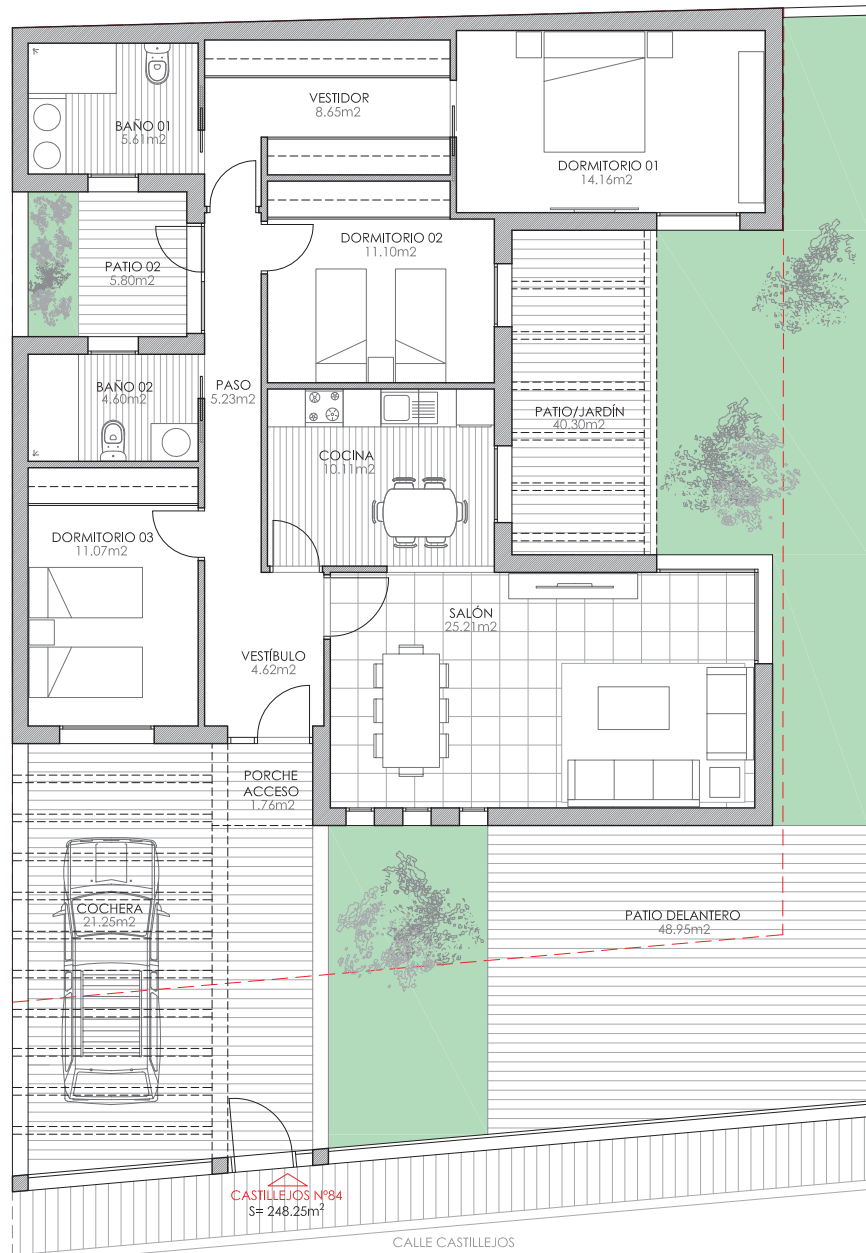 VESTIDOR
8.65m2
BAÑO 01
5.61m2
DORMITORIO 01
14.16m2
DORMITORIO 02
11.10m2
PATIO 02
5.80m2
BAÑO 02
4.60m2
PASO
5.23m2
PATIO/JARDÍN
40.30m2
COCINA
10.11m2
DORMITORIO 03
11.07m2
SALÓN
25.21m2
VESTÍBULO
4.62m2
PORCHE
ACCESO
1.76m2
COCHERA
21.25m2
PATIO DELANTERO
48.95m2
CASTILLEJOS Nº84
S= 248.25m²
CALLE CASTILLEJOS